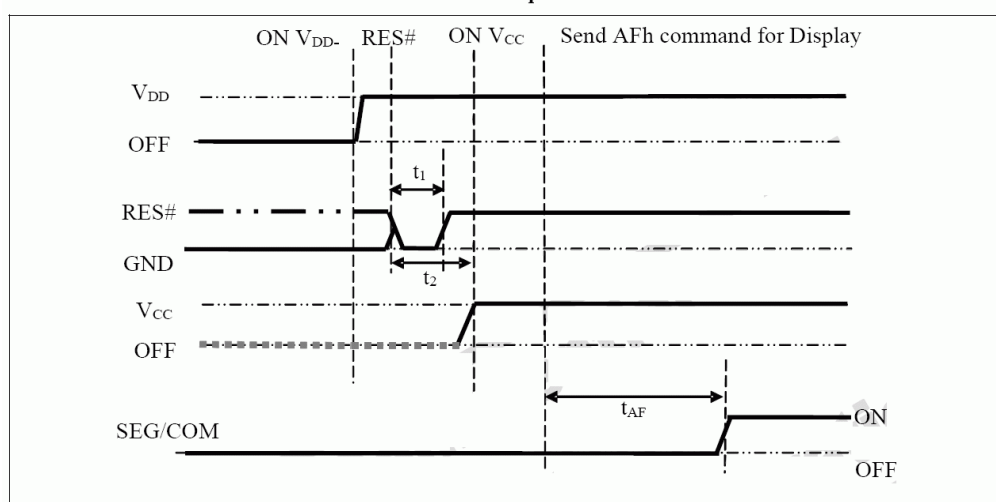 ON VDD- RES# ON VCC Send AFh command for Display
VDD
OFF
t1
RES#
GND
t2
VCC
OFF
tAF
ON
SEG/COM
OFF